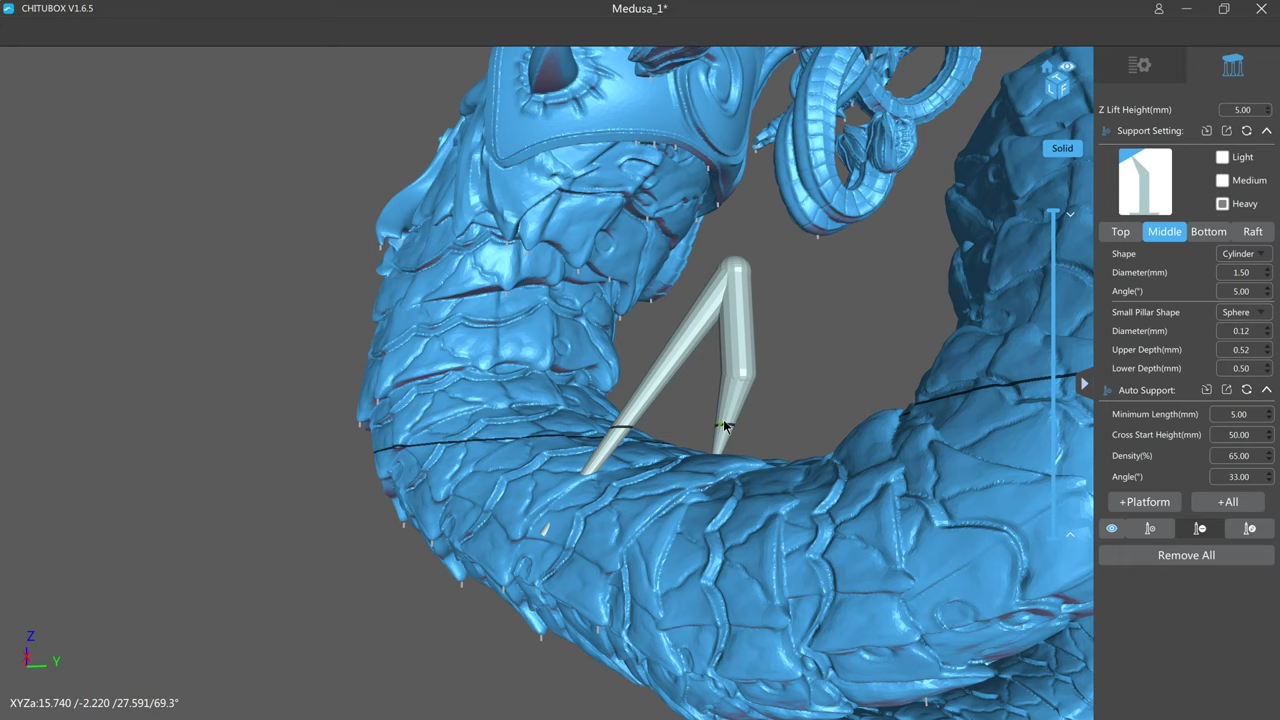 CHITUBOX V1.6.5
Medusa_1*
Z Lift Height(mm) 5.00
Support Setting:
Solid
Light
Medium
Heavy
Top Middle Bottom Raft
Shape Cylinder
Diameter(mm) 1.50
Angle(°) 5.00
Small Pillar Shape Sphere
Diameter(mm) 0.12
Upper Depth(mm) 0.52
Lower Depth(mm) 0.50
Auto Support:
Minimum Length(mm) 5.00
Cross Start Height(mm) 50.00
Density(%) 65.00
Angle(°) 33.00
+Platform +All
Remove All
Z
Y
XYZa:15.740 /-2.220 /27.591/69.3°